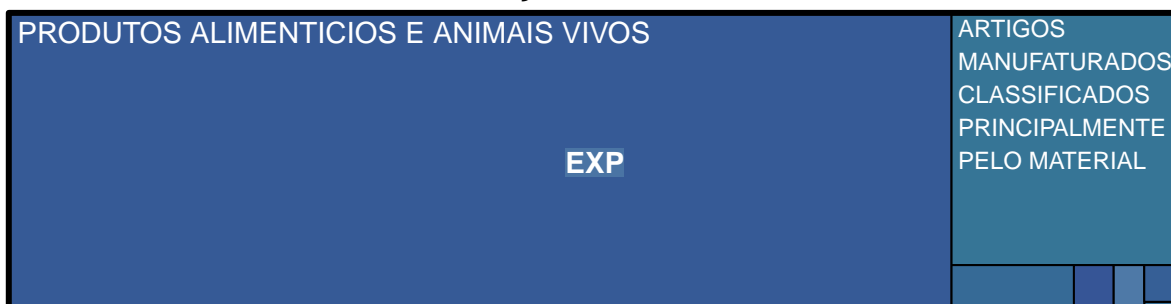 PRODUTOS ALIMENTICIOS E ANIMAIS VIVOS
EXP
ARTIGOS
MANUFATURADOS
CLASSIFICADOS
PRINCIPALMENTE
PELO MATERIAL